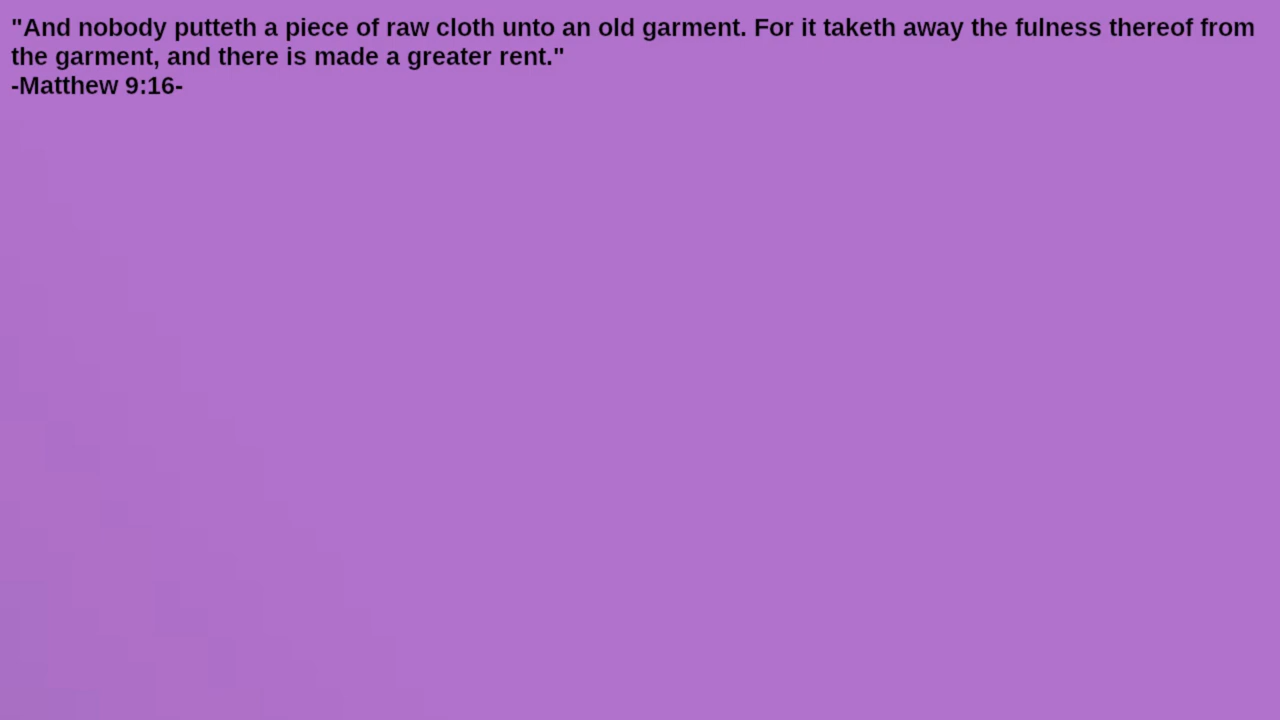 "And nobody putteth a piece of raw cloth unto an old garment. For it taketh away the fulness thereof from
the garment, and there is made a greater rent."
-Matthew 9:16-